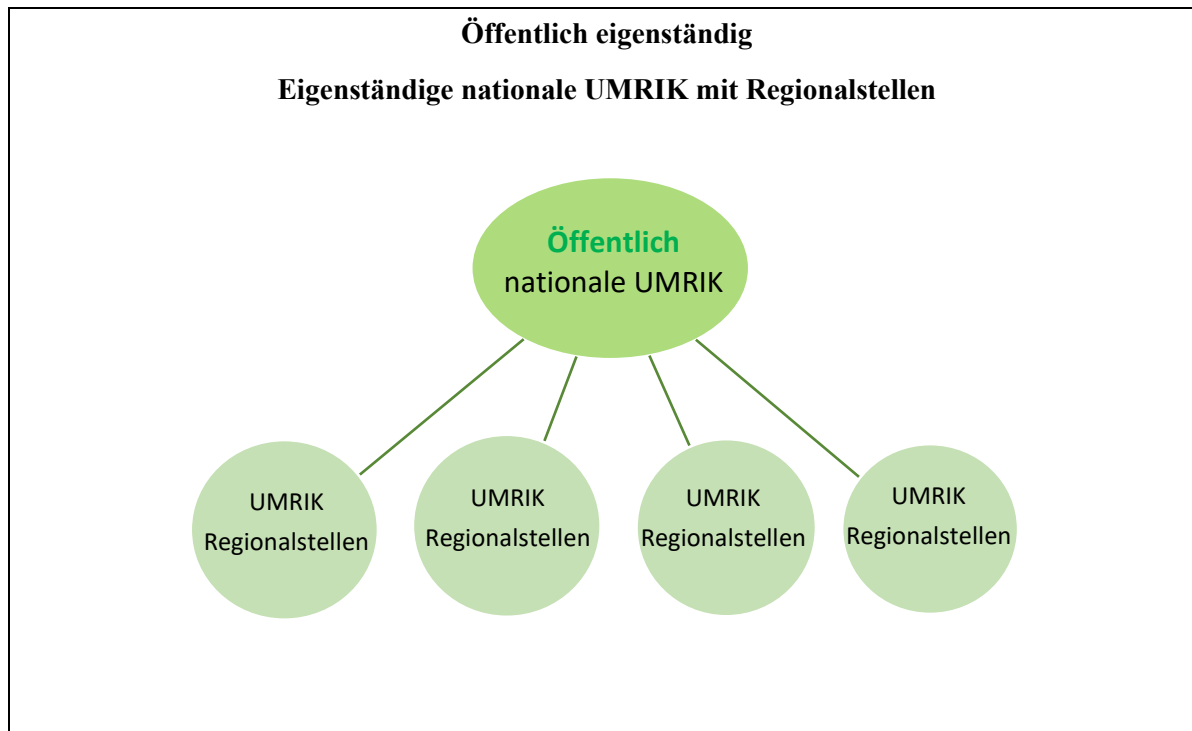 Öffentlich eigenständig
Eigenständige nationale UMRIK mit Regionalstellen
Öffentlich
nationale UMRIK
UMRIK
Regionalstellen
UMRIK
Regionalstellen
UMRIK
Regionalstellen
UMRIK
Regionalstellen